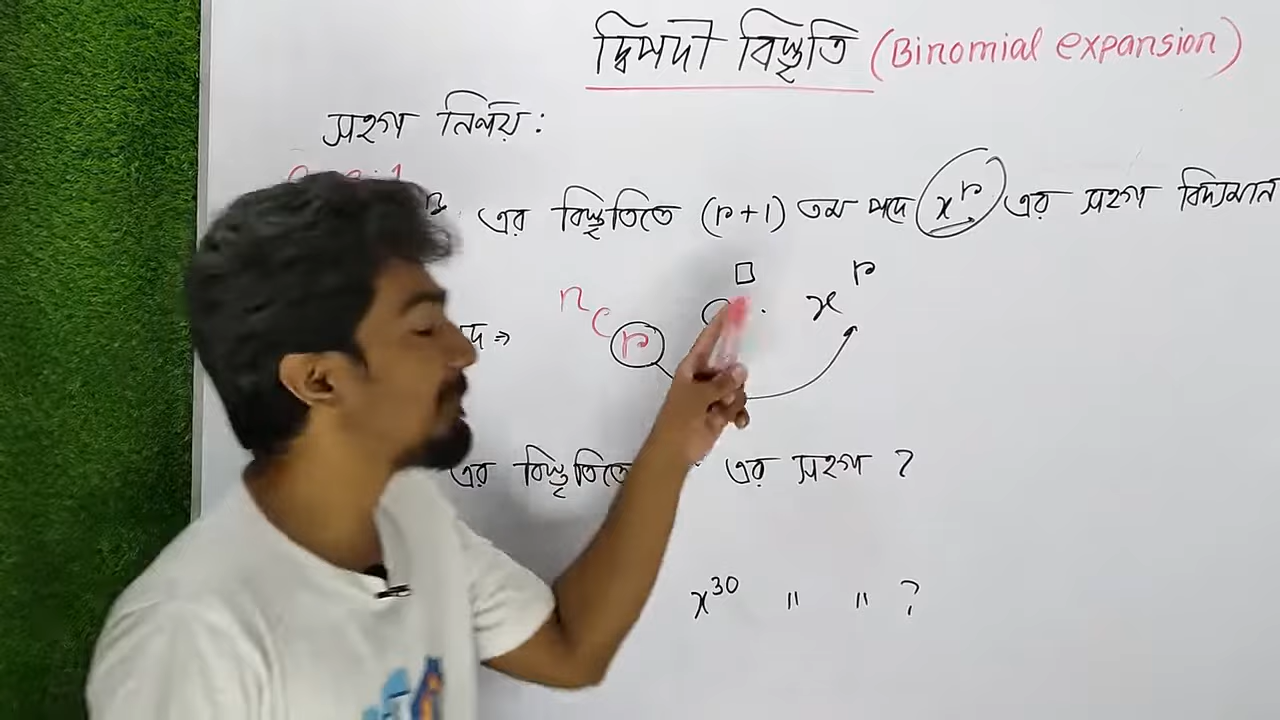 দ্বিপদী বিস্তৃতি (Binomial expansion)
সহগ নির্ণয়:
এর বিস্তৃতিতে (r+1) তম পদে x^r এর সহগ বিদ্যমান
⇒ nCr x^r
এর বিস্তৃতিতে এর সহগ ?
x^30 " " ?